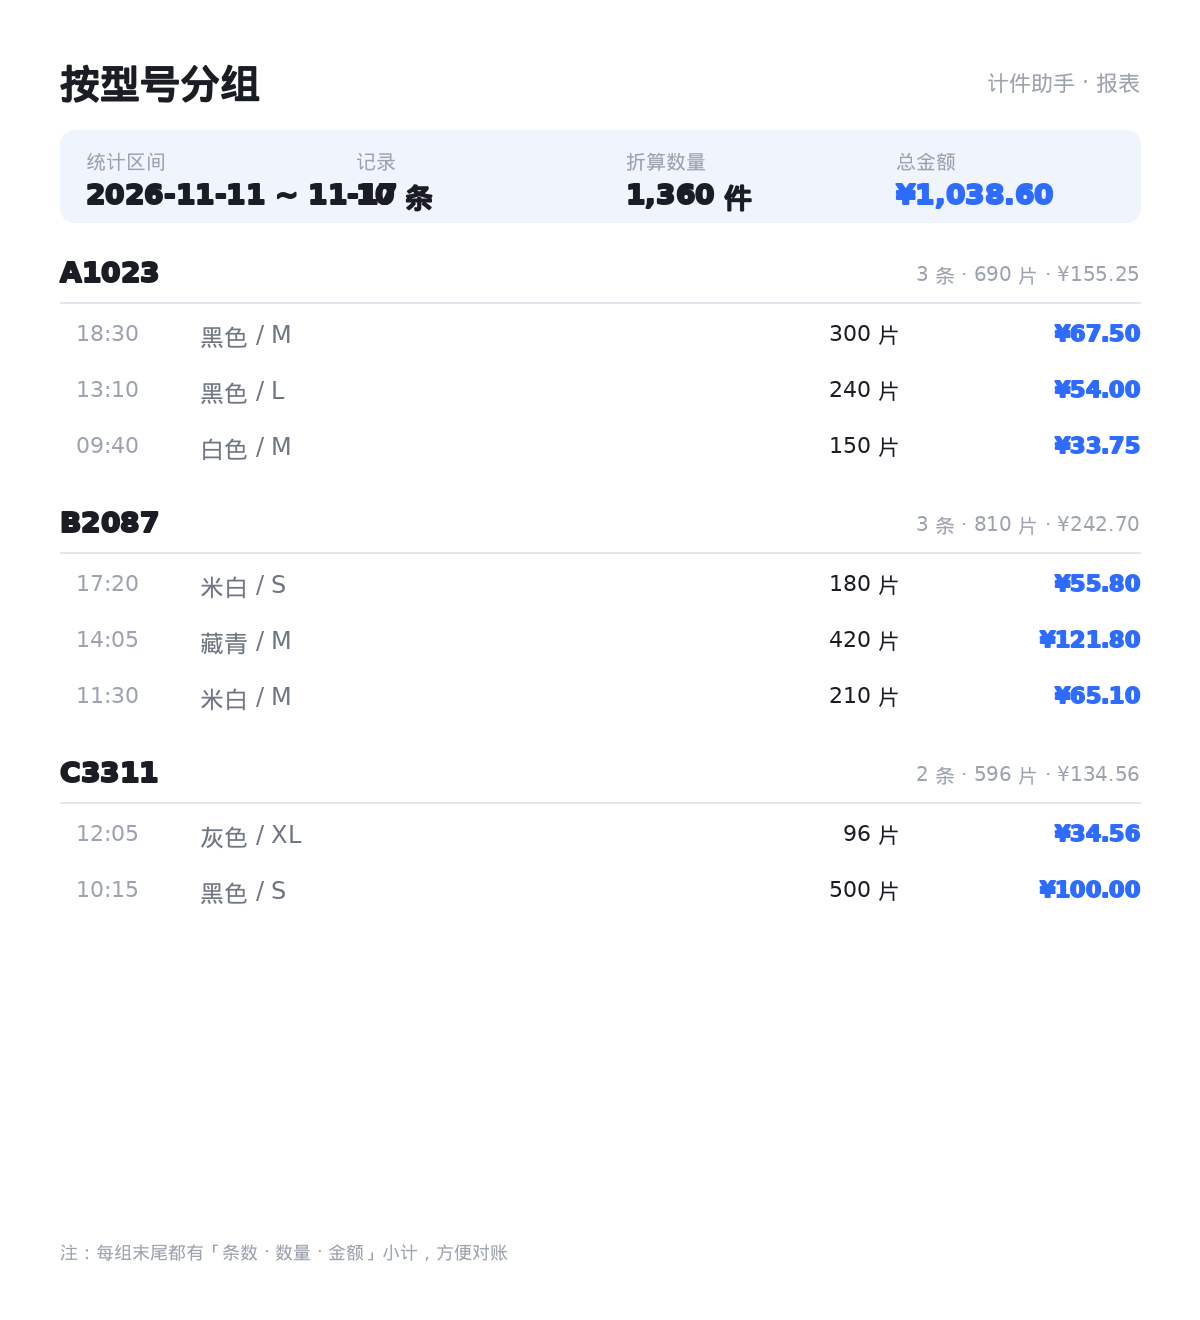 按型号分组
计件助手 · 报表
统计区间 记录 折算数量 总金额
2026-11-11 ~ 11-17 条 1,360 件 ¥1,038.60
A1023 3 条 · 690 片 · ¥155.25
18:30 黑色 / M 300 片 ¥67.50
13:10 黑色 / L 240 片 ¥54.00
09:40 白色 / M 150 片 ¥33.75
B2087 3 条 · 810 片 · ¥242.70
17:20 米白 / S 180 片 ¥55.80
14:05 藏青 / M 420 片 ¥121.80
11:30 米白 / M 210 片 ¥65.10
C3311 2 条 · 596 片 · ¥134.56
12:05 灰色 / XL 96 片 ¥34.56
10:15 黑色 / S 500 片 ¥100.00
注：每组末尾都有「条数 · 数量 · 金额」小计，方便对账